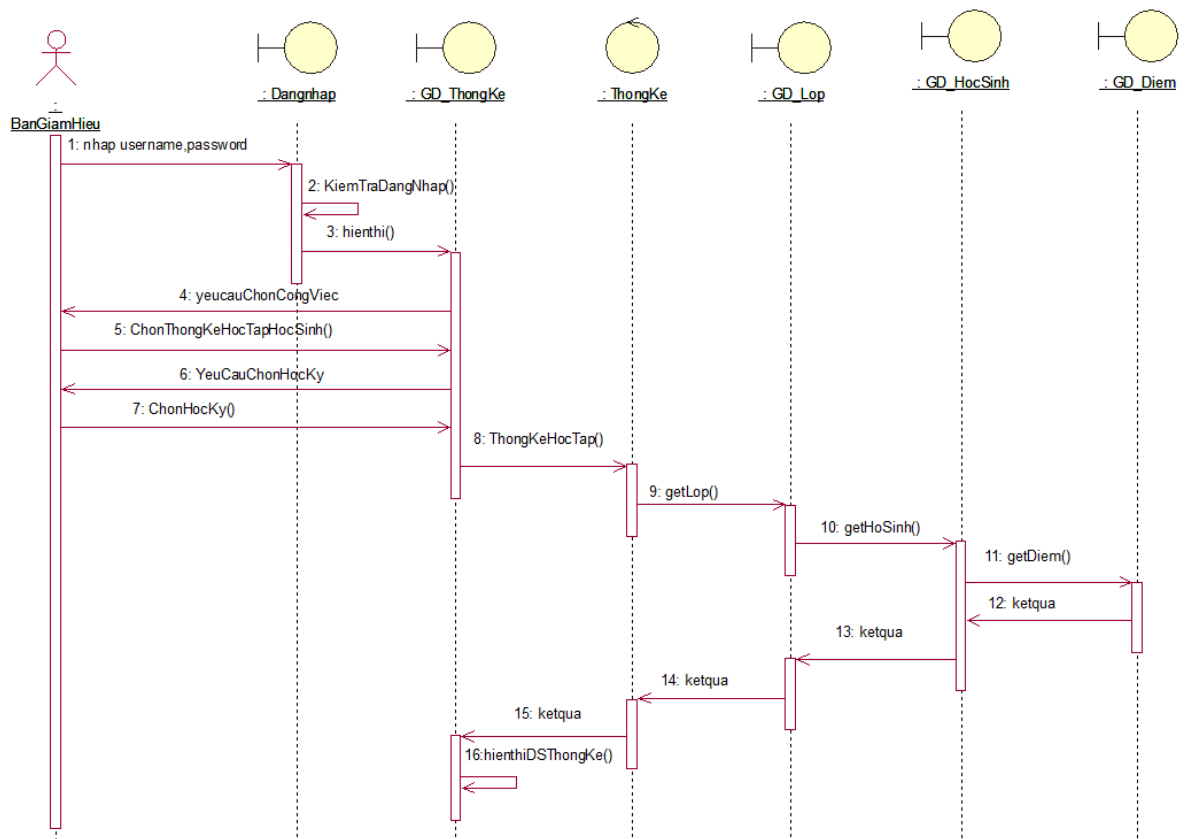 :
BanGiamHieu
: Dangnhap
: GD_ThongKe
: ThongKe
: GD_Lop
: GD_HocSinh
: GD_Diem
1: nhap username,password
2: KiemTraDangNhap()
3: hienthi()
4: yeucauChonCongViec
5: ChonThongKeHocTapHocSinh()
6: YeuCauChonHocKy
7: ChonHocKy()
8: ThongKeHocTap()
9: getLop()
10: getHoSinh()
11: getDiem()
12: ketqua
13: ketqua
14: ketqua
15: ketqua
16:hienthiDSThongKe()